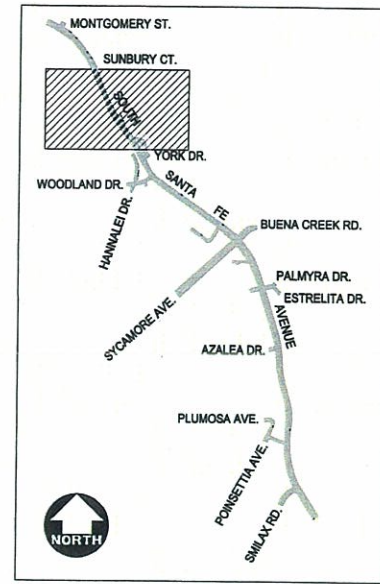 MONTGOMERY ST.
SUNBURY CT.
SOUTH
YORK DR.
WOODLAND DR.
SANTA
HANNALEI DR.
FE
BUENA CREEK RD.
PALMYRA DR.
ESTRELITA DR.
SYCAMORE AVE.
AVENUE
AZALEA DR.
PLUMOSA AVE.
POINSETTIA AVE.
SMILAX RD.
NORTH